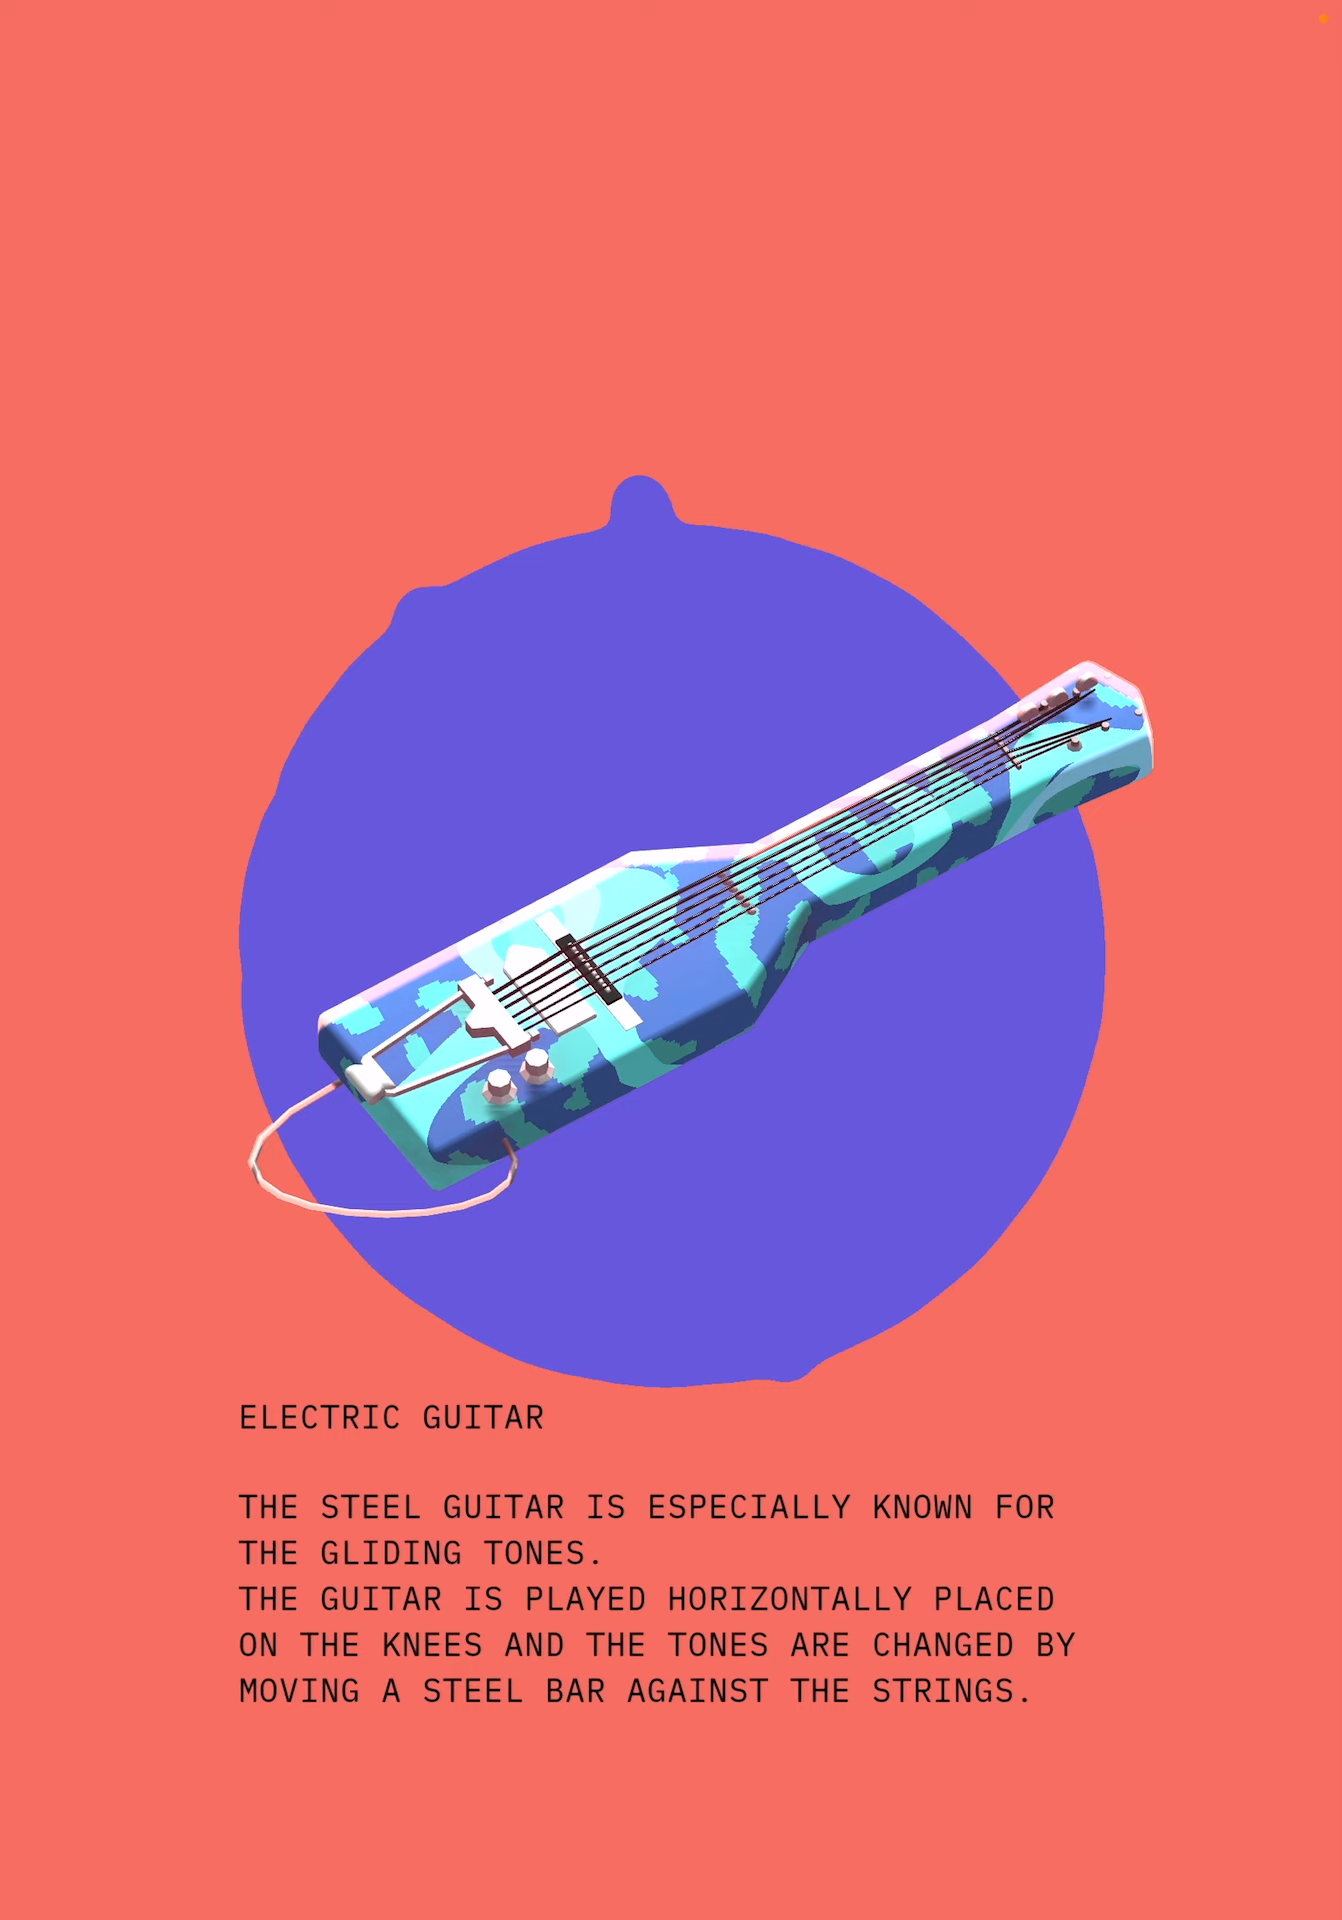 ELECTRIC GUITAR
THE STEEL GUITAR IS ESPECIALLY KNOWN FOR
THE GLIDING TONES.
THE GUITAR IS PLAYED HORIZONTALLY PLACED
ON THE KNEES AND THE TONES ARE CHANGED BY
MOVING A STEEL BAR AGAINST THE STRINGS.